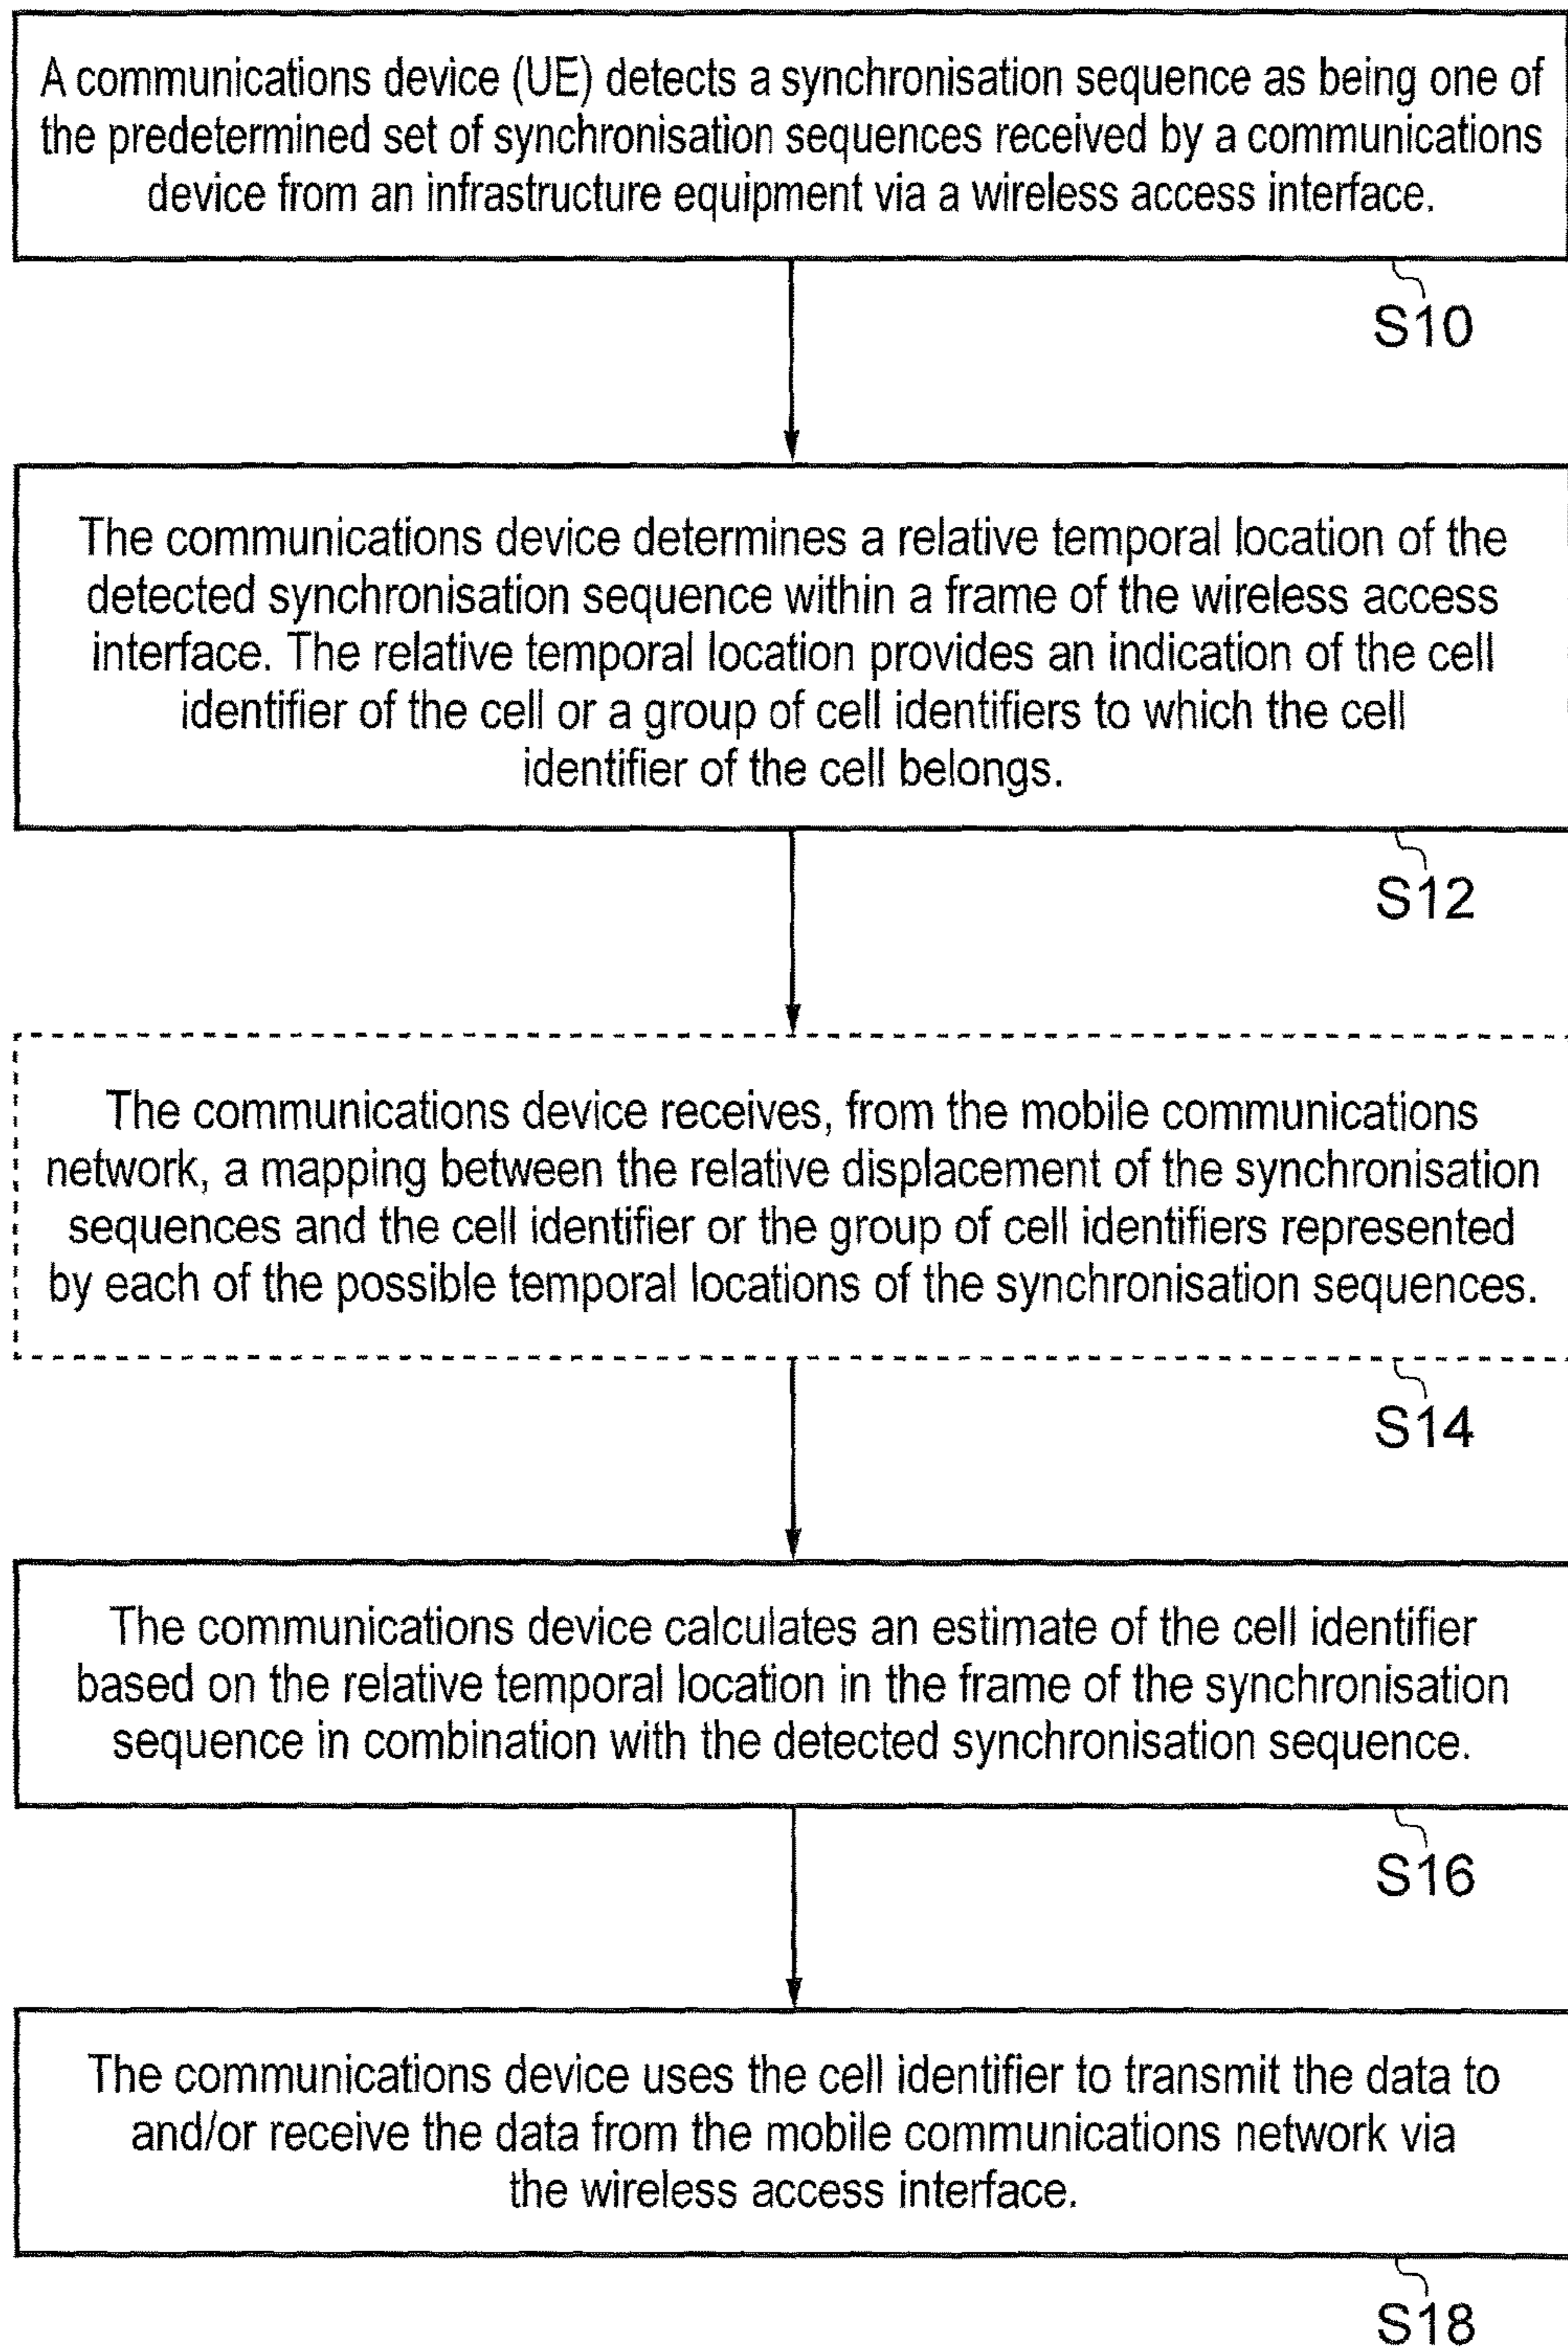 A communications device (UE) detects a synchronisation sequence as being one of
the predetermined set of synchronisation sequences received by a communications
device from an infrastructure equipment via a wireless access interface.
S10
The communications device determines a relative temporal location of the
detected synchronisation sequence within a frame of the wireless access
interface. The relative temporal location provides an indication of the cell
identifier of the cell or a group of cell identifiers to which the cell
identifier of the cell belongs.
S12
The communications device receives, from the mobile communications
network, a mapping between the relative displacement of the synchronisation
sequences and the cell identifier or the group of cell identifiers represented
by each of the possible temporal locations of the synchronisation sequences.
S14
The communications device calculates an estimate of the cell identifier
based on the relative temporal location in the frame of the synchronisation
sequence in combination with the detected synchronisation sequence.
S16
The communications device uses the cell identifier to transmit the data to
and/or receive the data from the mobile communications network via
the wireless access interface.
S18